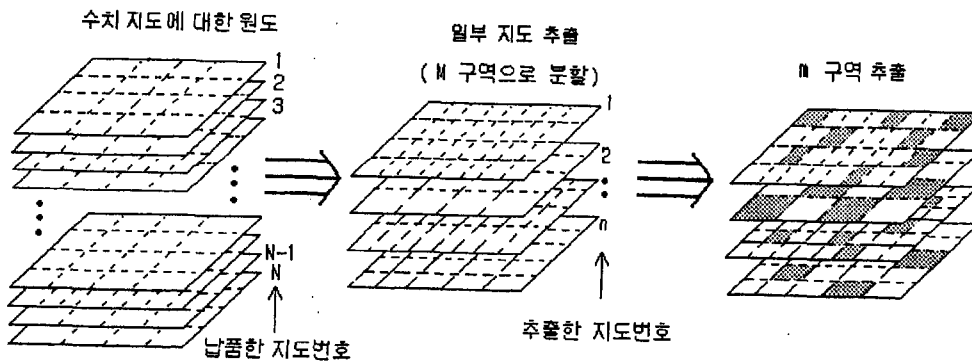 수치 지도에 대한 원도
1
2
3
N-1
N
납품한 지도번호
일부 지도 추출
( M 구역으로 분할)
1
2
n
추출한 지도번호
m 구역 추출